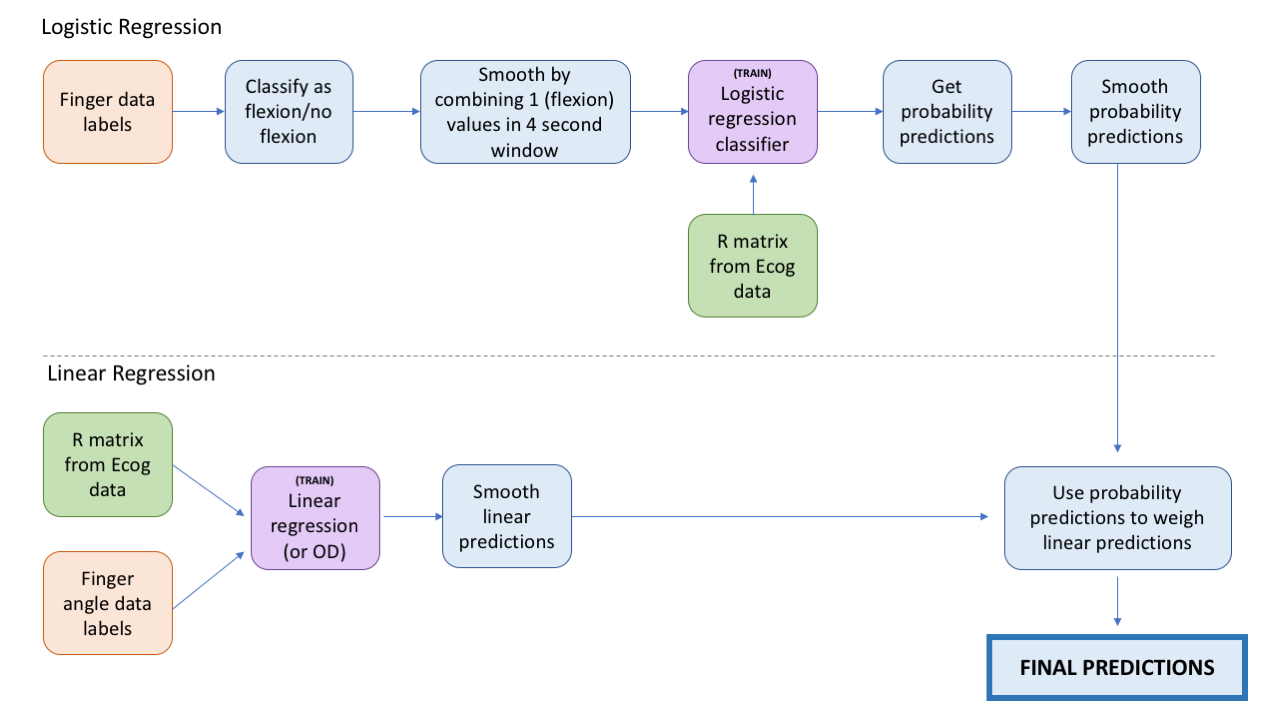 Logistic Regression
Finger data
labels
Classify as
flexion/no
flexion
Smooth by
combining 1 (flexion)
values in 4 second
window
(TRAIN)
Logistic
regression
classifier
Get
probability
predictions
Smooth
probability
predictions
R matrix
from Ecog
data
Linear Regression
R matrix
from Ecog
data
Finger
angle data
labels
(TRAIN)
Linear
regression
(or OD)
Smooth
linear
predictions
Use probability
predictions to weigh
linear predictions
FINAL PREDICTIONS